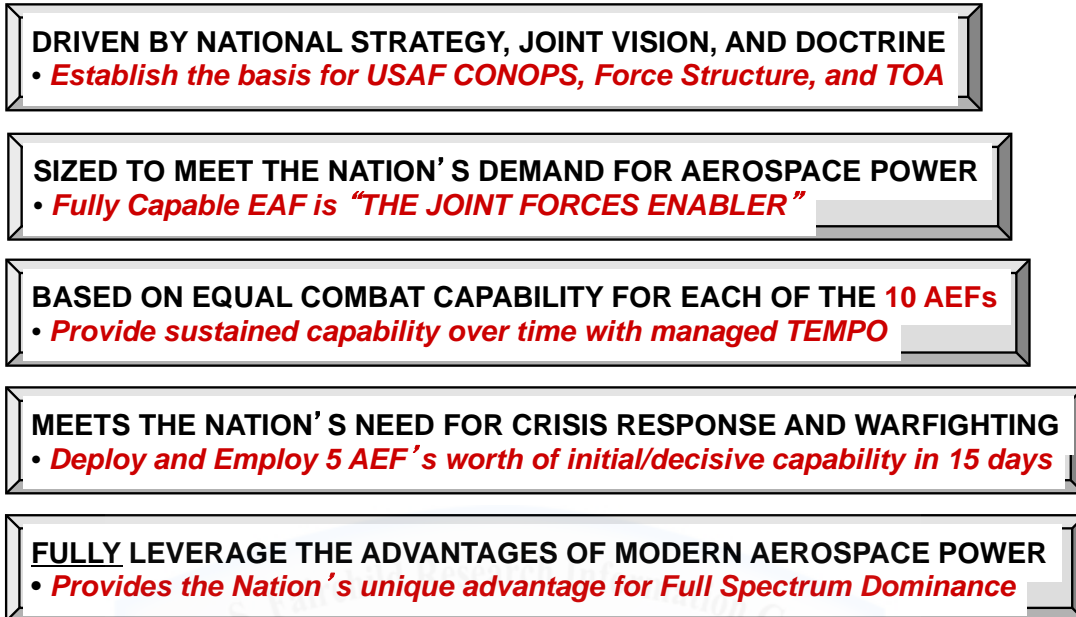 DRIVEN BY NATIONAL STRATEGY, JOINT VISION, AND DOCTRINE
• Establish the basis for USAF CONOPS, Force Structure, and TOA
SIZED TO MEET THE NATION’S DEMAND FOR AEROSPACE POWER
• Fully Capable EAF is “THE JOINT FORCES ENABLER”
BASED ON EQUAL COMBAT CAPABILITY FOR EACH OF THE 10 AEFs
• Provide sustained capability over time with managed TEMPO
MEETS THE NATION’S NEED FOR CRISIS RESPONSE AND WARFIGHTING
• Deploy and Employ 5 AEF’s worth of initial/decisive capability in 15 days
FULLY LEVERAGE THE ADVANTAGES OF MODERN AEROSPACE POWER
• Provides the Nation’s unique advantage for Full Spectrum Dominance